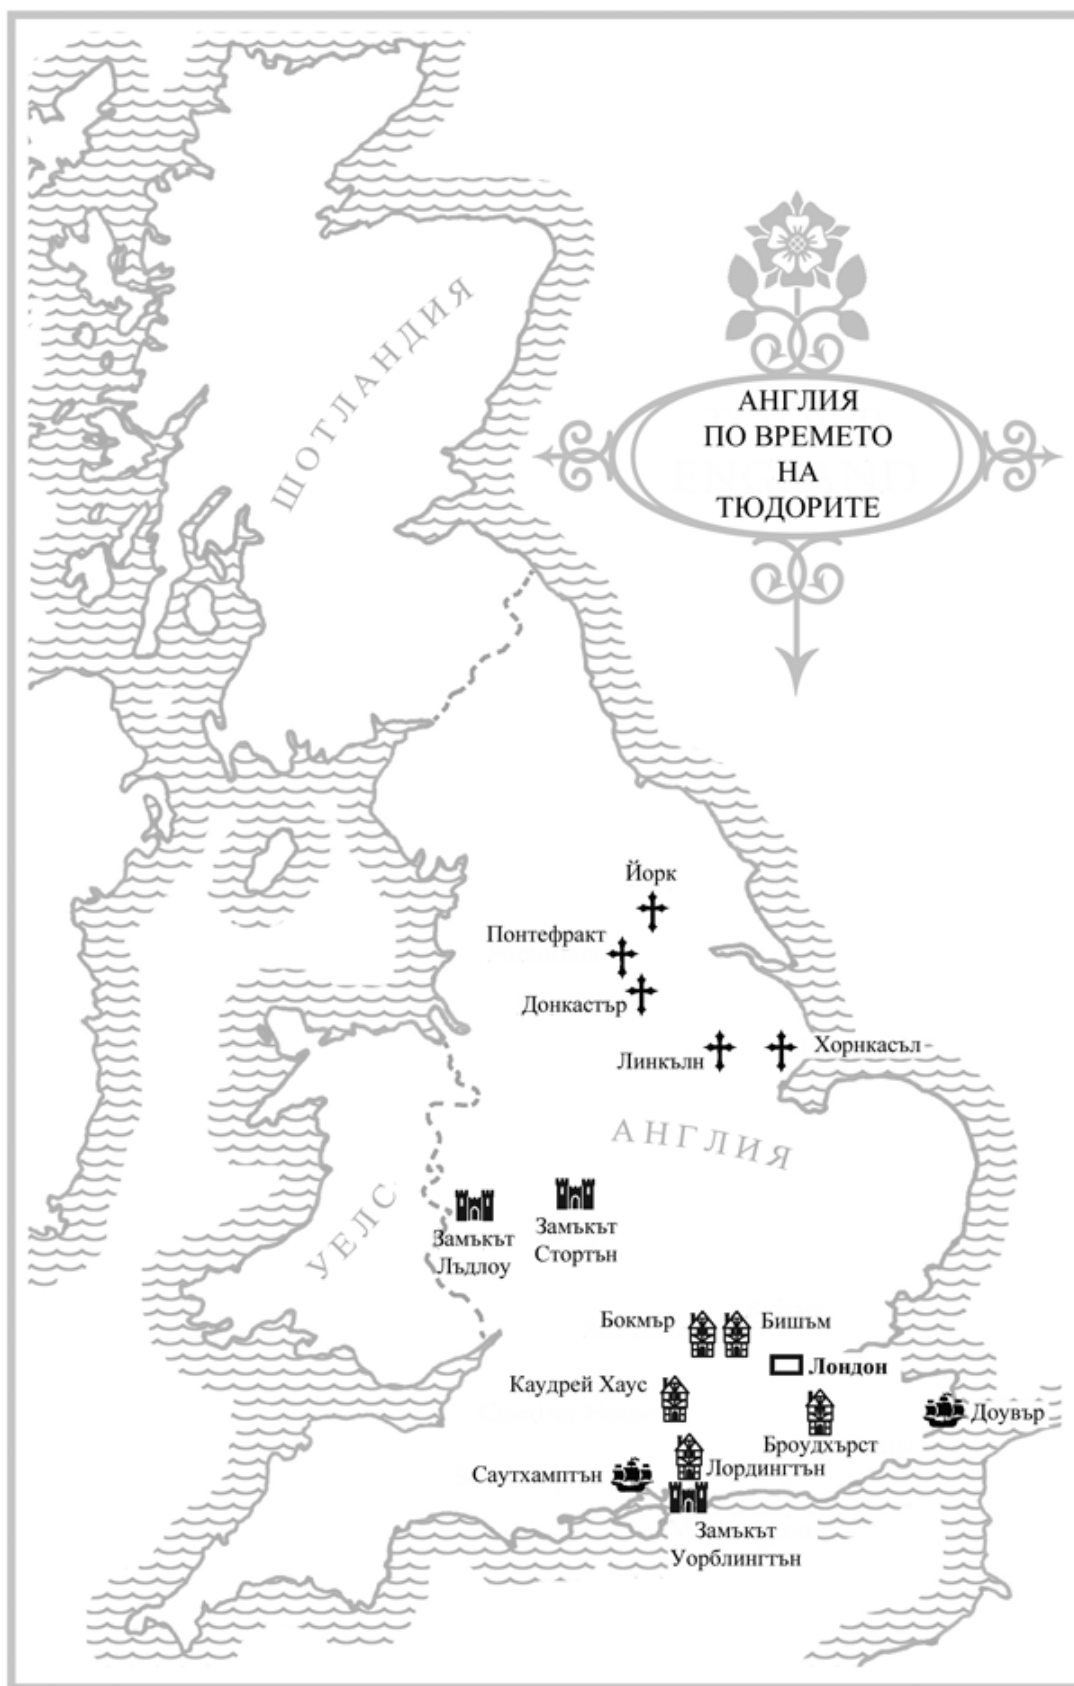 АНГЛИЯ
ПО ВРЕМЕТО
НА
ТЮДОРИТЕ
ШОТЛАНДИЯ
Йорк
Понтефракт
Донкастър
Линкълн
Хорнкасъл
АНГЛИЯ
УЕЛС
Замъкът
Лъдлоу
Замъкът
Стортън
Бокмър
Бишъм
Лондон
Каудрей Хаус
Доувър
Броудхърст
Лордингтън
Саутхамптън
Замъкът
Уорблингтън